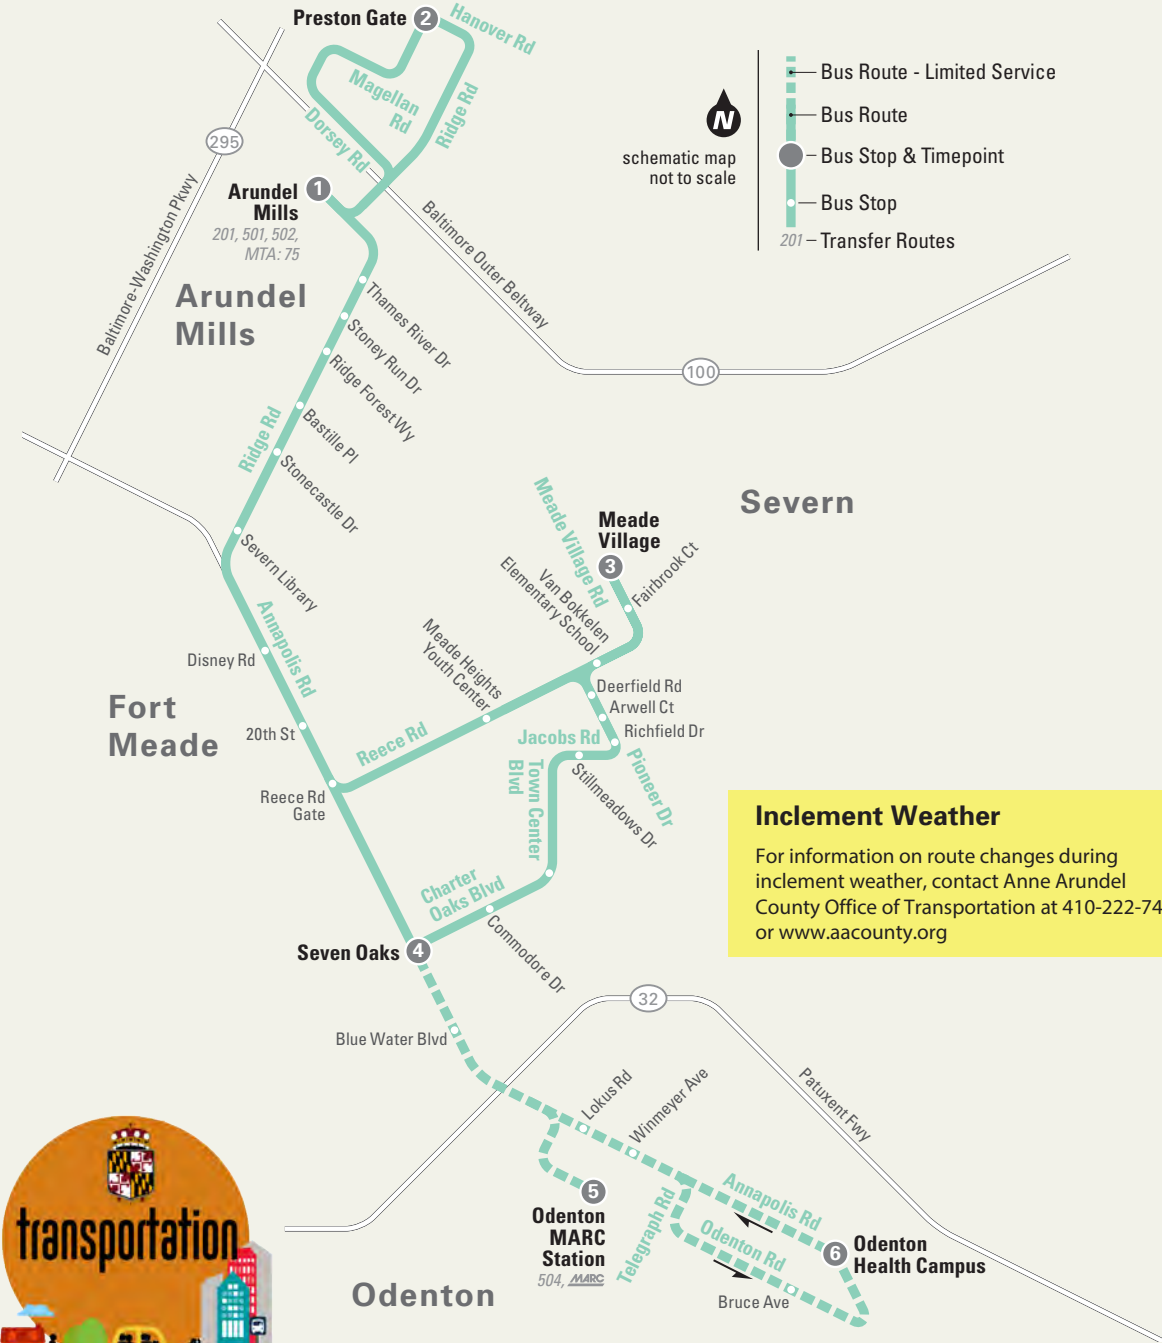 Preston Gate 2
Hanover Rd
Magellan
Rd
Ridge Rd
Dorsey Rd
295
Baltimore-Washington Pkwy
Arundel
Mills
1
201, 501, 502,
MTA: 75
Baltimore Outer Beltway
100
N
schematic map
not to scale
Bus Route - Limited Service
Bus Route
Bus Stop & Timepoint
Bus Stop
201 Transfer Routes
Arundel
Mills
Thames River Dr
Stoney Run Dr
Ridge Forest Wy
Bastille Pl
Ridge Rd
Stonecastle Dr
Severn Library
Severn
Meade
Village
3
Meade Village Rd
Fairbrook Ct
Van Bokkelen
Elementary School
Annapolis Rd
Disney Rd
Meade Heights
Youth Center
Fort
Meade
20th St
Reece Rd
Deerfield Rd
Arwell Ct
Richfield Dr
Jacobs Rd
Pioneer Dr
Town Center
Blvd
Stillmeadows Dr
Reece Rd
Gate
Inclement Weather
For information on route changes during
inclement weather, contact Anne Arundel
County Office of Transportation at 410-222-74
or www.aacounty.org
Charter
Oaks Blvd
Commodore Dr
Seven Oaks 4
32
Blue Water Blvd
Patuxent Fwy
Lokus Rd
Winmeyer Ave
5
Odenton
MARC
Station
504, MARC
Telegraph Rd
Annapolis Rd
Odenton Rd
6
Odenton
Health Campus
Bruce Ave
Odenton
transportation